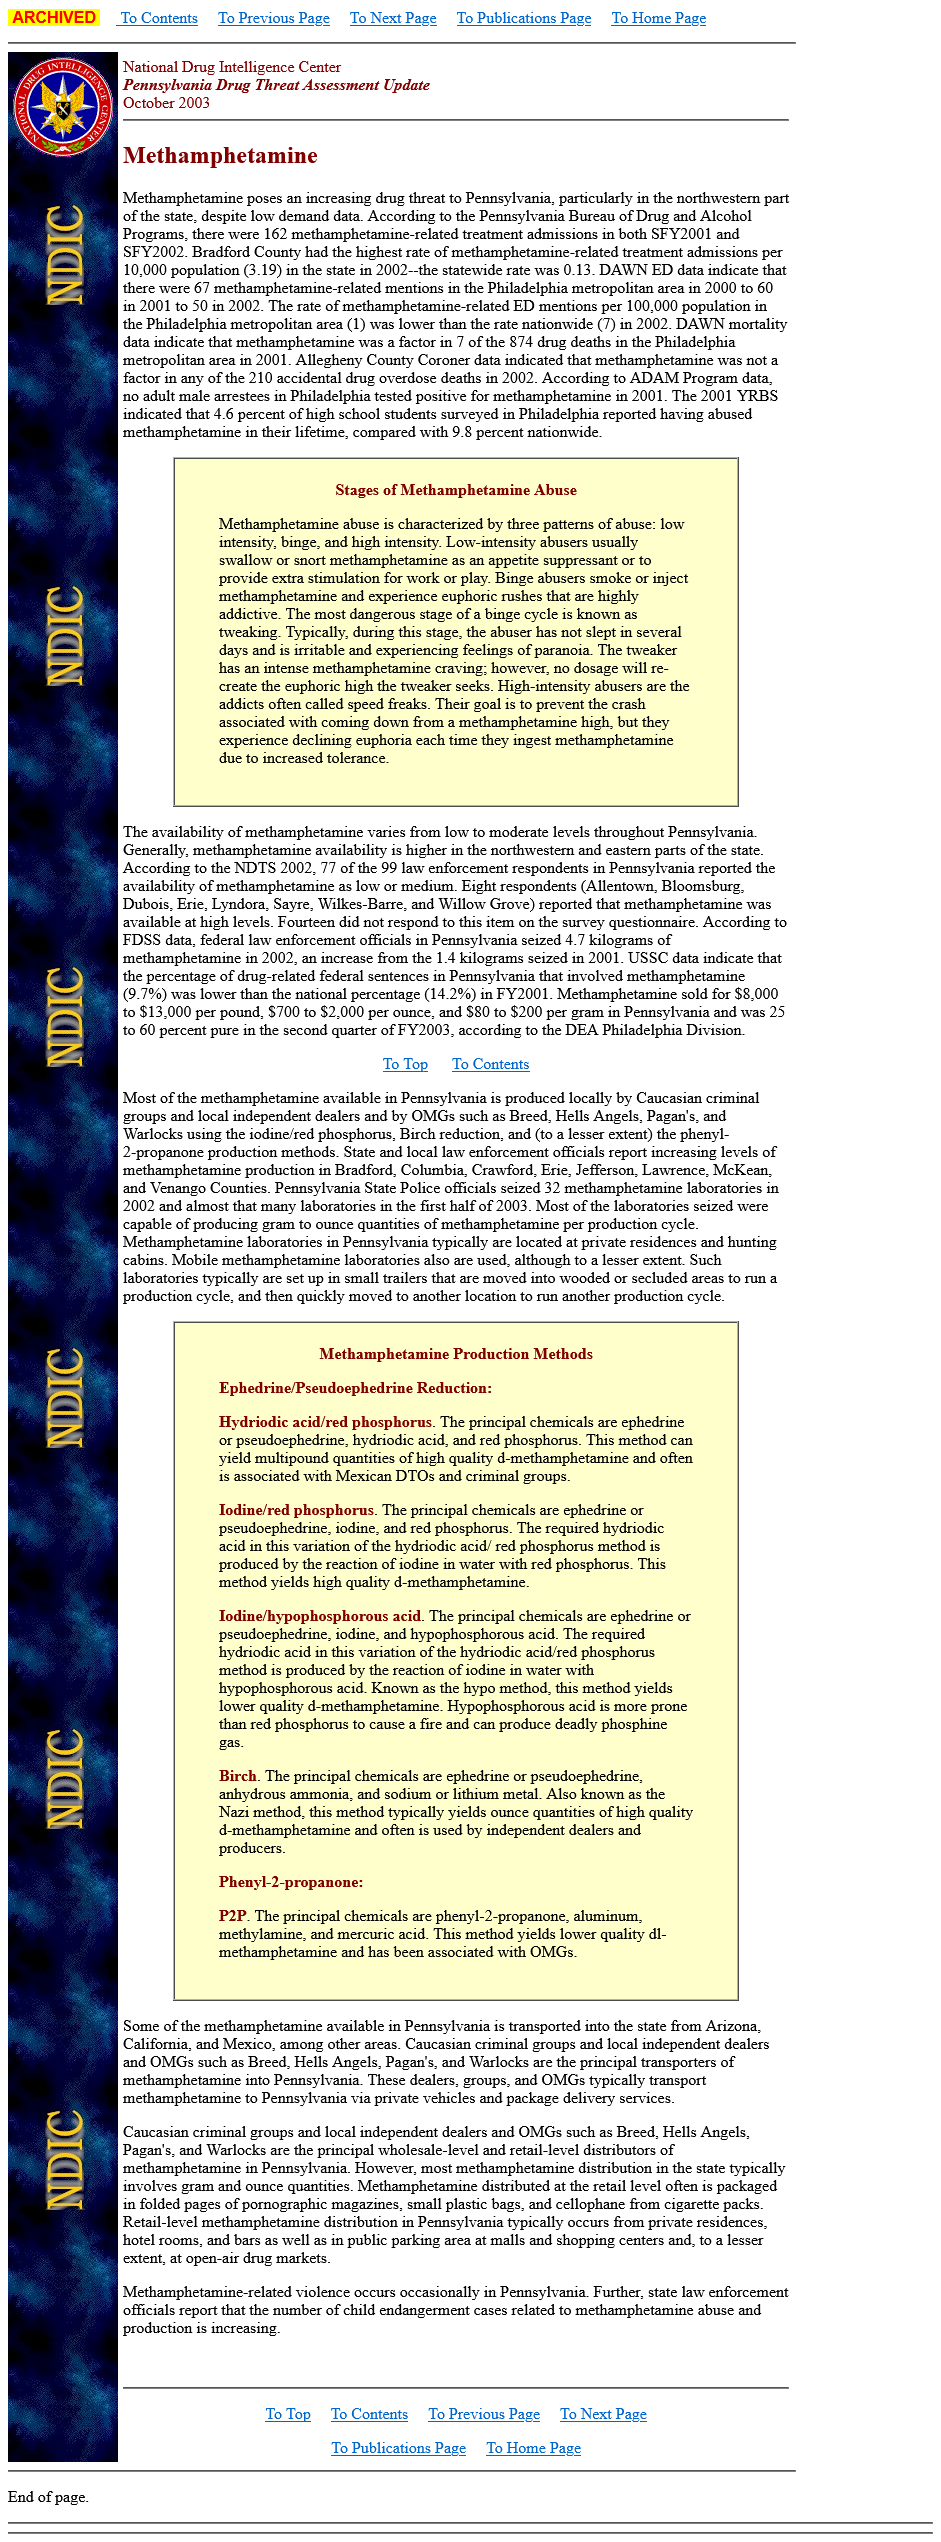 ARCHIVED To Contents To Previous Page To Next Page To Publications Page To Home Page
NATIONAL DRUG INTELLIGENCE CENTER
National Drug Intelligence Center
Pennsylvania Drug Threat Assessment Update
October 2003
Methamphetamine
Methamphetamine poses an increasing drug threat to Pennsylvania, particularly in the northwestern part
of the state, despite low demand data. According to the Pennsylvania Bureau of Drug and Alcohol
Programs, there were 162 methamphetamine-related treatment admissions in both SFY2001 and
SFY2002. Bradford County had the highest rate of methamphetamine-related treatment admissions per
10,000 population (3.19) in the state in 2002--the statewide rate was 0.13. DAWN ED data indicate that
there were 67 methamphetamine-related mentions in the Philadelphia metropolitan area in 2000 to 60
in 2001 to 50 in 2002. The rate of methamphetamine-related ED mentions per 100,000 population in
the Philadelphia metropolitan area (1) was lower than the rate nationwide (7) in 2002. DAWN mortality
data indicate that methamphetamine was a factor in 7 of the 874 drug deaths in the Philadelphia
metropolitan area in 2001. Allegheny County Coroner data indicated that methamphetamine was not a
factor in any of the 210 accidental drug overdose deaths in 2002. According to ADAM Program data,
no adult male arrestees in Philadelphia tested positive for methamphetamine in 2001. The 2001 YRBS
indicated that 4.6 percent of high school students surveyed in Philadelphia reported having abused
methamphetamine in their lifetime, compared with 9.8 percent nationwide.
Stages of Methamphetamine Abuse
Methamphetamine abuse is characterized by three patterns of abuse: low
intensity, binge, and high intensity. Low-intensity abusers usually
swallow or snort methamphetamine as an appetite suppressant or to
provide extra stimulation for work or play. Binge abusers smoke or inject
methamphetamine and experience euphoric rushes that are highly
addictive. The most dangerous stage of a binge cycle is known as
tweaking. Typically, during this stage, the abuser has not slept in several
days and is irritable and experiencing feelings of paranoia. The tweaker
has an intense methamphetamine craving; however, no dosage will re-
create the euphoric high the tweaker seeks. High-intensity abusers are the
addicts often called speed freaks. Their goal is to prevent the crash
associated with coming down from a methamphetamine high, but they
experience declining euphoria each time they ingest methamphetamine
due to increased tolerance.
The availability of methamphetamine varies from low to moderate levels throughout Pennsylvania.
Generally, methamphetamine availability is higher in the northwestern and eastern parts of the state.
According to the NDTS 2002, 77 of the 99 law enforcement respondents in Pennsylvania reported the
availability of methamphetamine as low or medium. Eight respondents (Allentown, Bloomsburg,
Dubois, Erie, Lyndora, Sayre, Wilkes-Barre, and Willow Grove) reported that methamphetamine was
available at high levels. Fourteen did not respond to this item on the survey questionnaire. According to
FDSS data, federal law enforcement officials in Pennsylvania seized 4.7 kilograms of
methamphetamine in 2002, an increase from the 1.4 kilograms seized in 2001. USSC data indicate that
the percentage of drug-related federal sentences in Pennsylvania that involved methamphetamine
(9.7%) was lower than the national percentage (14.2%) in FY2001. Methamphetamine sold for $8,000
to $13,000 per pound, $700 to $2,000 per ounce, and $80 to $200 per gram in Pennsylvania and was 25
to 60 percent pure in the second quarter of FY2003, according to the DEA Philadelphia Division.
To Top To Contents
Most of the methamphetamine available in Pennsylvania is produced locally by Caucasian criminal
groups and local independent dealers and by OMGs such as Breed, Hells Angels, Pagan's, and
Warlocks using the iodine/red phosphorus, Birch reduction, and (to a lesser extent) the phenyl-
2-propanone production methods. State and local law enforcement officials report increasing levels of
methamphetamine production in Bradford, Columbia, Crawford, Erie, Jefferson, Lawrence, McKean,
and Venango Counties. Pennsylvania State Police officials seized 32 methamphetamine laboratories in
2002 and almost that many laboratories in the first half of 2003. Most of the laboratories seized were
capable of producing gram to ounce quantities of methamphetamine per production cycle.
Methamphetamine laboratories in Pennsylvania typically are located at private residences and hunting
cabins. Mobile methamphetamine laboratories also are used, although to a lesser extent. Such
laboratories typically are set up in small trailers that are moved into wooded or secluded areas to run a
production cycle, and then quickly moved to another location to run another production cycle.
Methamphetamine Production Methods
Ephedrine/Pseudoephedrine Reduction:
Hydriodic acid/red phosphorus. The principal chemicals are ephedrine
or pseudoephedrine, hydriodic acid, and red phosphorus. This method can
yield multipound quantities of high quality d-methamphetamine and often
is associated with Mexican DTOs and criminal groups.
Iodine/red phosphorus. The principal chemicals are ephedrine or
pseudoephedrine, iodine, and red phosphorus. The required hydriodic
acid in this variation of the hydriodic acid/ red phosphorus method is
produced by the reaction of iodine in water with red phosphorus. This
method yields high quality d-methamphetamine.
Iodine/hypophosphorous acid. The principal chemicals are ephedrine or
pseudoephedrine, iodine, and hypophosphorous acid. The required
hydriodic acid in this variation of the hydriodic acid/red phosphorus
method is produced by the reaction of iodine in water with
hypophosphorous acid. Known as the hypo method, this method yields
lower quality d-methamphetamine. Hypophosphorous acid is more prone
than red phosphorus to cause a fire and can produce deadly phosphine
gas.
Birch. The principal chemicals are ephedrine or pseudoephedrine,
anhydrous ammonia, and sodium or lithium metal. Also known as the
Nazi method, this method typically yields ounce quantities of high quality
d-methamphetamine and often is used by independent dealers and
producers.
Phenyl-2-propanone:
P2P. The principal chemicals are phenyl-2-propanone, aluminum,
methylamine, and mercuric acid. This method yields lower quality dl-
methamphetamine and has been associated with OMGs.
Some of the methamphetamine available in Pennsylvania is transported into the state from Arizona,
California, and Mexico, among other areas. Caucasian criminal groups and local independent dealers
and OMGs such as Breed, Hells Angels, Pagan's, and Warlocks are the principal transporters of
methamphetamine into Pennsylvania. These dealers, groups, and OMGs typically transport
methamphetamine to Pennsylvania via private vehicles and package delivery services.
Caucasian criminal groups and local independent dealers and OMGs such as Breed, Hells Angels,
Pagan's, and Warlocks are the principal wholesale-level and retail-level distributors of
methamphetamine in Pennsylvania. However, most methamphetamine distribution in the state typically
involves gram and ounce quantities. Methamphetamine distributed at the retail level often is packaged
in folded pages of pornographic magazines, small plastic bags, and cellophane from cigarette packs.
Retail-level methamphetamine distribution in Pennsylvania typically occurs from private residences,
hotel rooms, and bars as well as in public parking area at malls and shopping centers and, to a lesser
extent, at open-air drug markets.
Methamphetamine-related violence occurs occasionally in Pennsylvania. Further, state law enforcement
officials report that the number of child endangerment cases related to methamphetamine abuse and
production is increasing.
NDIC
NDIC
NDIC
NDIC
NDIC
NDIC
To Top To Contents To Previous Page To Next Page
To Publications Page To Home Page
End of page.